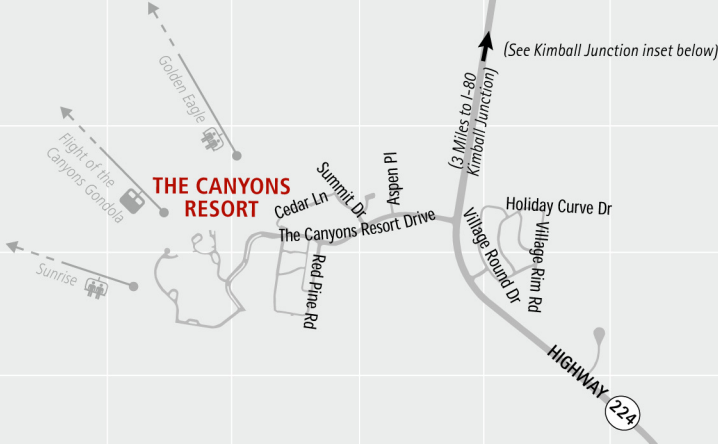 (See Kimball Junction inset below)
(3 Miles to I-80
Kimball Junction)
Golden Eagle
Flight of the
Canyons Gondola
THE CANYONS
RESORT
Sunrise
Cedar Ln
Summit Dr
Aspen Pl
The Canyons Resort Drive
Red Pine Rd
Holiday Curve Dr
Village Round Dr
Village Rim Rd
HIGHWAY
224